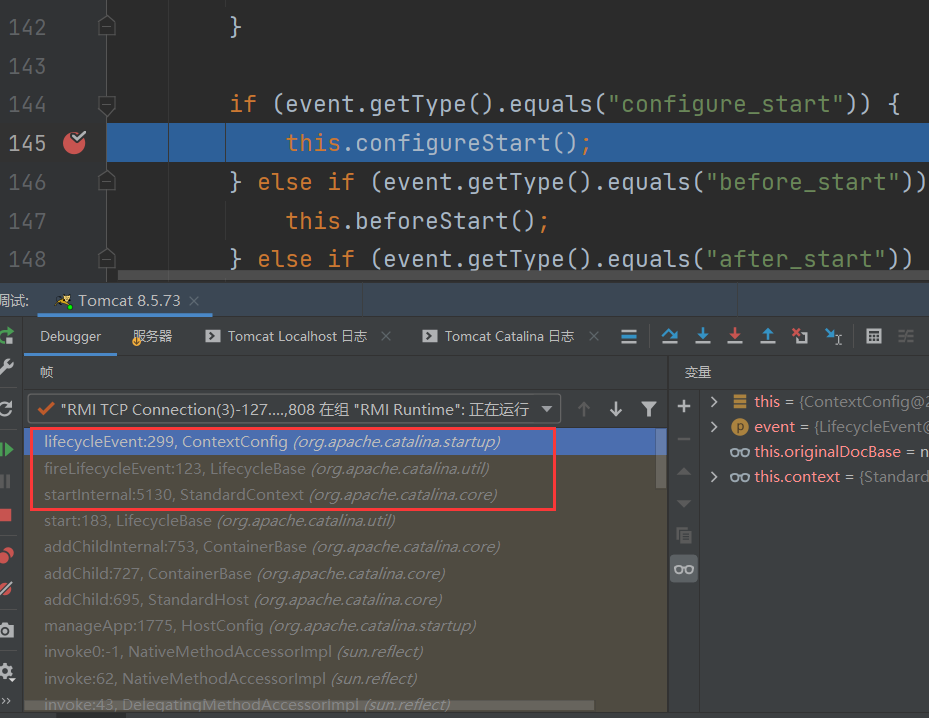 142 }
143
144 if (event.getType().equals("configure_start")) {
145 this.configureStart();
146 } else if (event.getType().equals("before_start"))
147 this.beforeStart();
148 } else if (event.getType().equals("after_start"))
调试: Tomcat 8.5.73
Debugger 服务器 Tomcat Localhost 日志 Tomcat Catalina 日志
帧 变量
"RMI TCP Connection(3)-127....,808 在组 "RMI Runtime": 正在运行
lifecycleEvent:299, ContextConfig (org.apache.catalina.startup)
fireLifecycleEvent:123, LifecycleBase (org.apache.catalina.util)
startInternal:5130, StandardContext (org.apache.catalina.core)
start:183, LifecycleBase (org.apache.catalina.util)
addChildInternal:753, ContainerBase (org.apache.catalina.core)
addChild:727, ContainerBase (org.apache.catalina.core)
addChild:695, StandardHost (org.apache.catalina.core)
manageApp:1775, HostConfig (org.apache.catalina.startup)
invoke0:-1, NativeMethodAccessorImpl (sun.reflect)
invoke:62, NativeMethodAccessorImpl (sun.reflect)
invoke:43, DelegatingMethodAccessorImpl (sun.reflect)
this = {ContextConfig@2
p event = {LifecycleEvent@
this.originalDocBase = n
this.context = {Standard